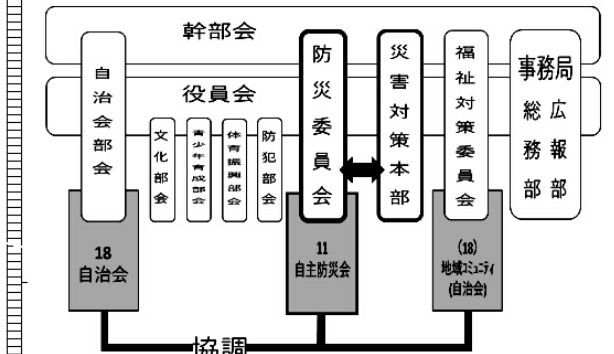 幹部会
役員会
自治会部会
文化部会
青少年育成部会
体育振興部会
防犯部会
防災委員会
災害対策本部
福祉対策委員会
事務局
総務部
広報部
18
自治会
11
自主防災会
(18)
地域コミュニティ
(自治会)
協調